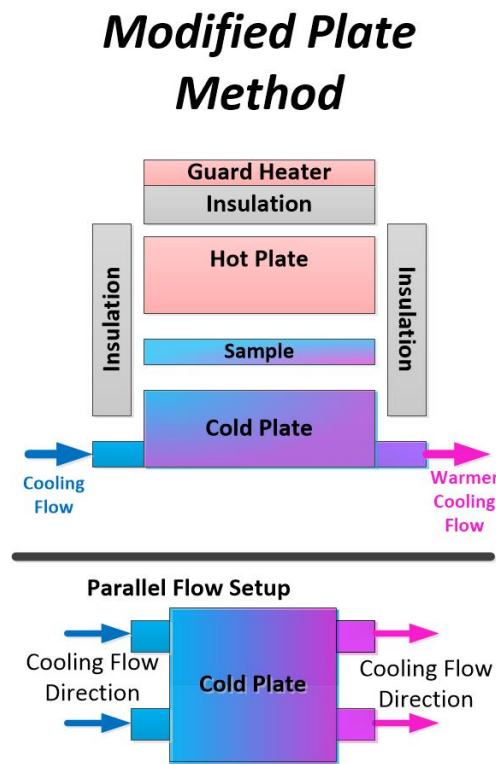 Modified Plate
Method
Guard Heater
Insulation
Hot Plate
Insulation
Insulation
Sample
Cold Plate
Cooling
Flow
Warmer
Cooling
Flow
Parallel Flow Setup
Cooling Flow
Direction
Cold Plate
Cooling Flow
Direction